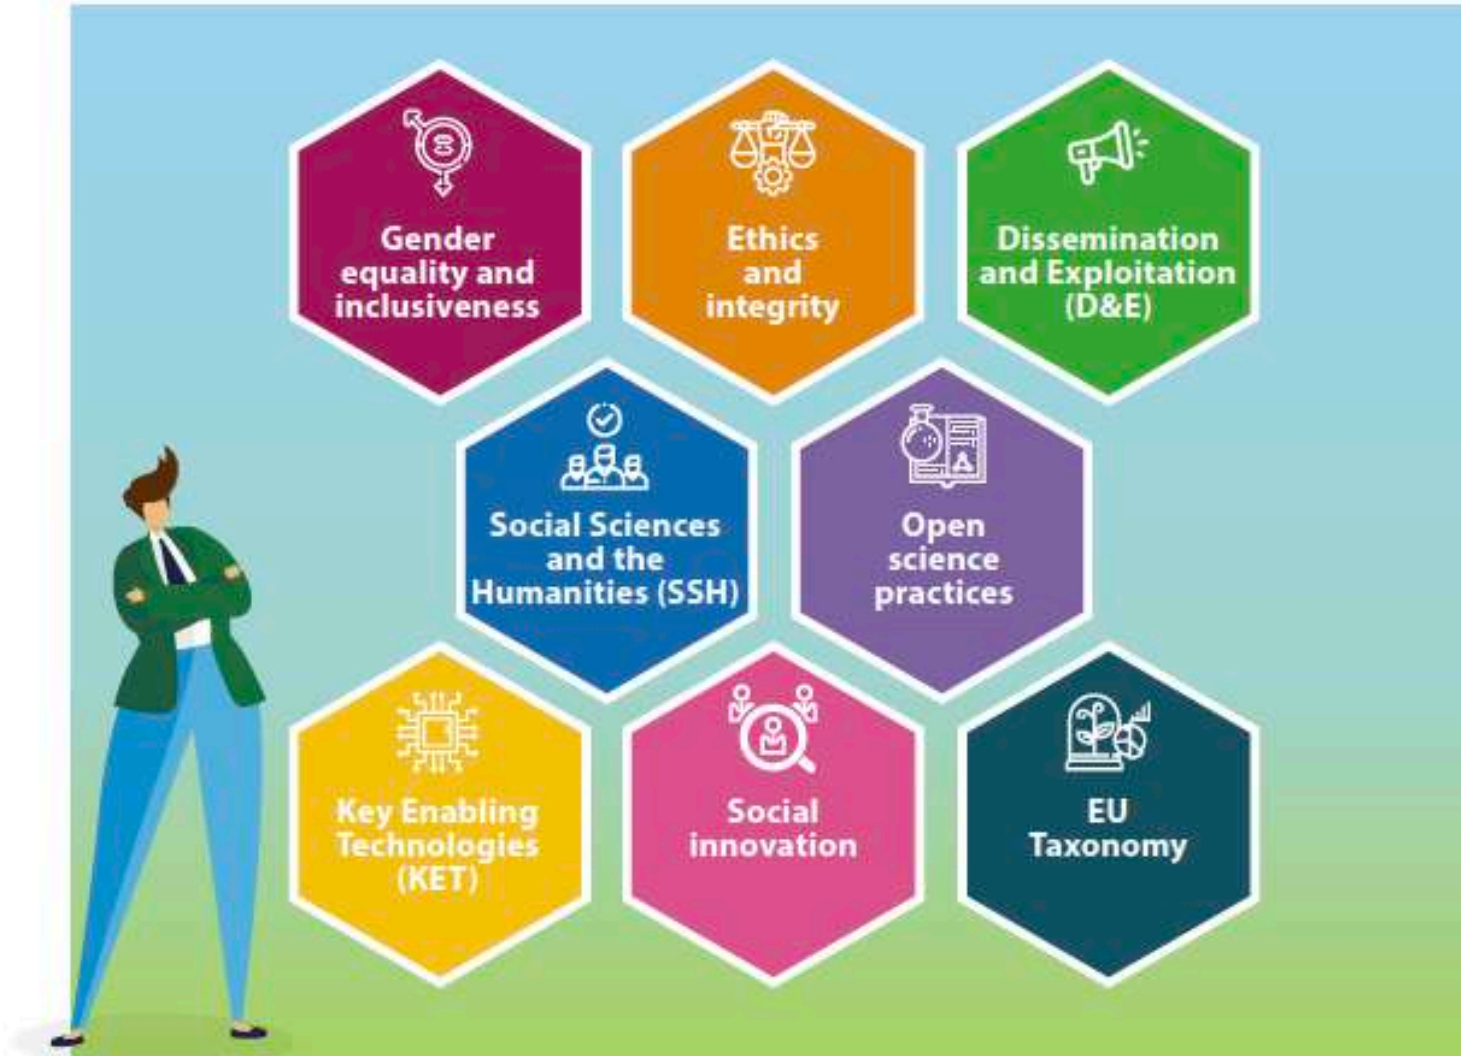 Gender
equality and
inclusiveness
Ethics
and
integrity
Dissemination
and Exploitation
(D&E)
Social Sciences
and the
Humanities (SSH)
Open
science
practices
Key Enabling
Technologies
(KET)
Social
innovation
EU
Taxonomy